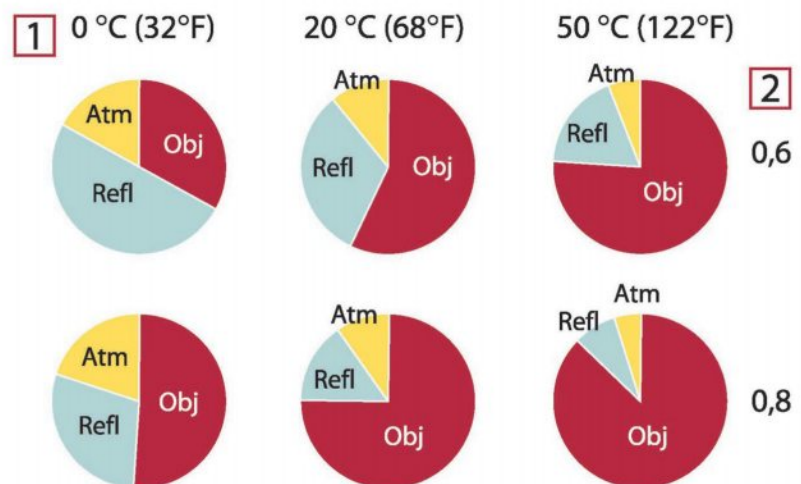 1 0 °C (32°F) 20 °C (68°F) 50 °C (122°F)
2
0,6
Atm Obj Refl
Atm Refl Obj
Atm Refl Obj
0,8
Atm Obj Refl
Atm Refl Obj
Atm Refl Obj